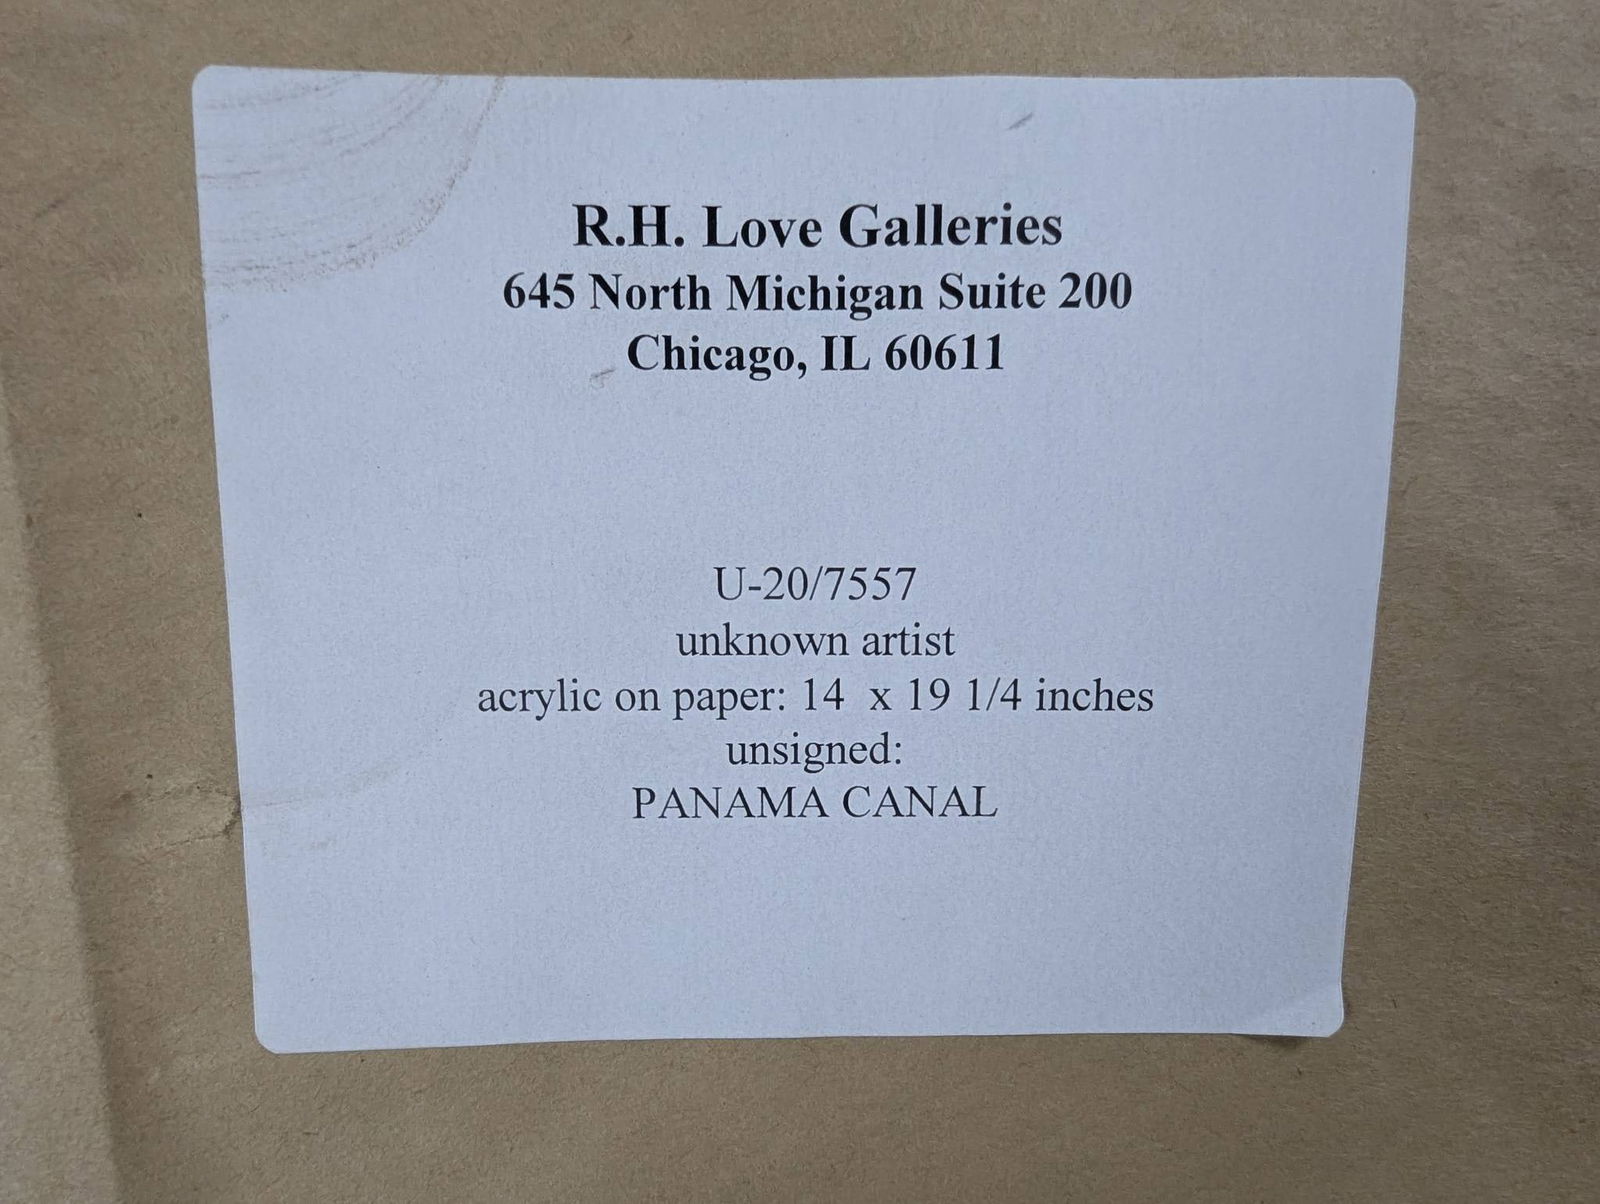 R.H. Love Galleries
645 North Michigan Suite 200
Chicago, IL 60611
U-20/7557
unknown artist
acrylic on paper: 14  x 19 1/4 inches
unsigned:
PANAMA CANAL